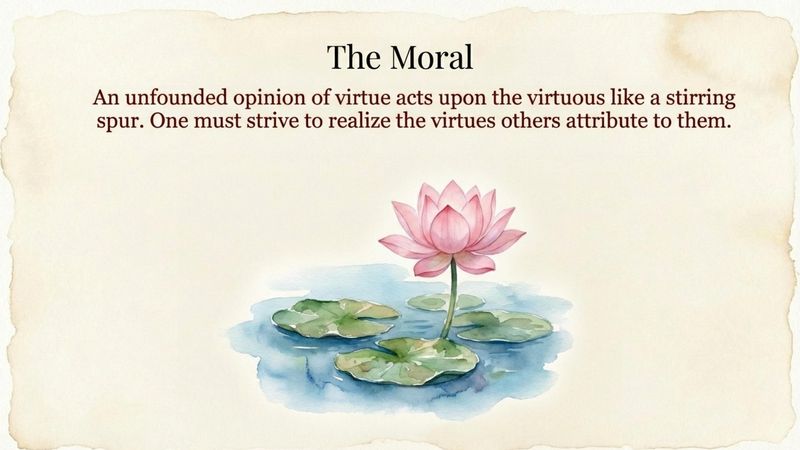 The Moral
An unfounded opinion of virtue acts upon the virtuous like a stirring
spur. One must strive to realize the virtues others attribute to them.